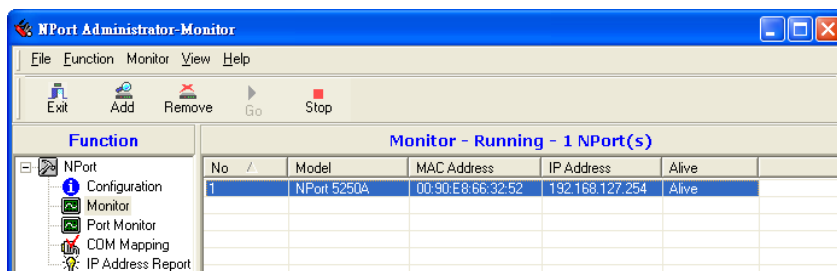 NPort Administrator-Monitor
File Function Monitor View Help
Exit Add Remove Go Stop
Function
Monitor - Running - 1 NPort(s)
NPort
Configuration
Monitor
Port Monitor
COM Mapping
IP Address Report
No Model MAC Address IP Address Alive
1 NPort 5250A 00:90:E8:66:32:52 192.168.127.254 Alive